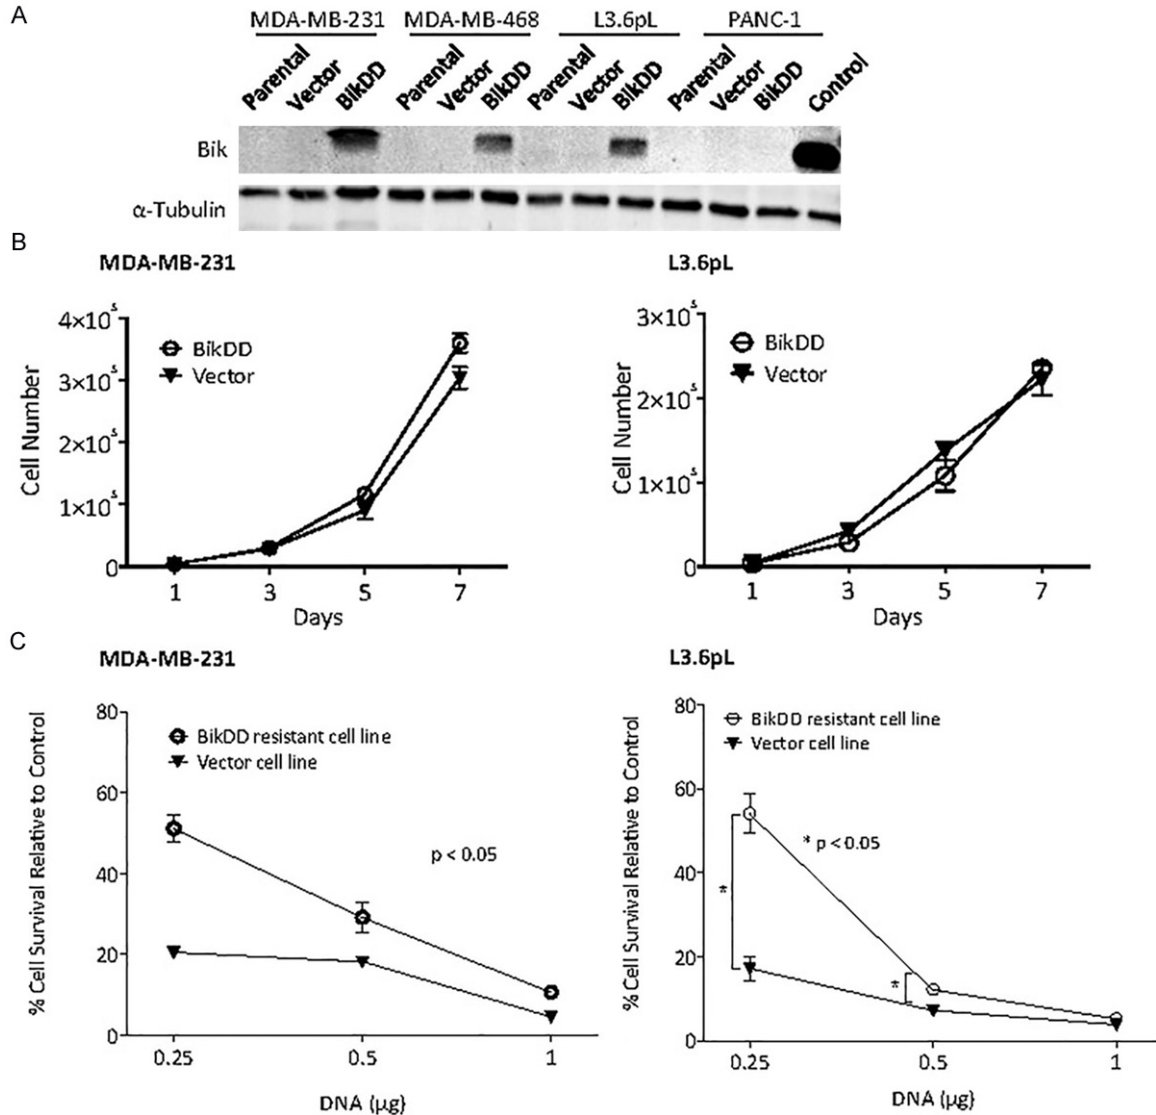 A
MDA-MB-231 MDA-MB-468 L3.6pL PANC-1
Parental Vector BikDD Parental Vector BikDD Parental Vector BikDD Parental Vector BikDD Control
Bik
α-Tubulin
B
MDA-MB-231
4×10⁵
3×10⁵
2×10⁵
1×10⁵
0
Cell Number
BikDD
Vector
1 3 5 7
Days
L3.6pL
3×10⁵
2×10⁵
1×10⁵
0
Cell Number
BikDD
Vector
1 3 5 7
Days
C
MDA-MB-231
80
60
40
20
0
% Cell Survival Relative to Control
BikDD resistant cell line
Vector cell line
p < 0.05
0.25 0.5 1
DNA (µg)
L3.6pL
80
60
40
20
0
% Cell Survival Relative to Control
BikDD resistant cell line
Vector cell line
* p < 0.05
*
*
0.25 0.5 1
DNA (µg)